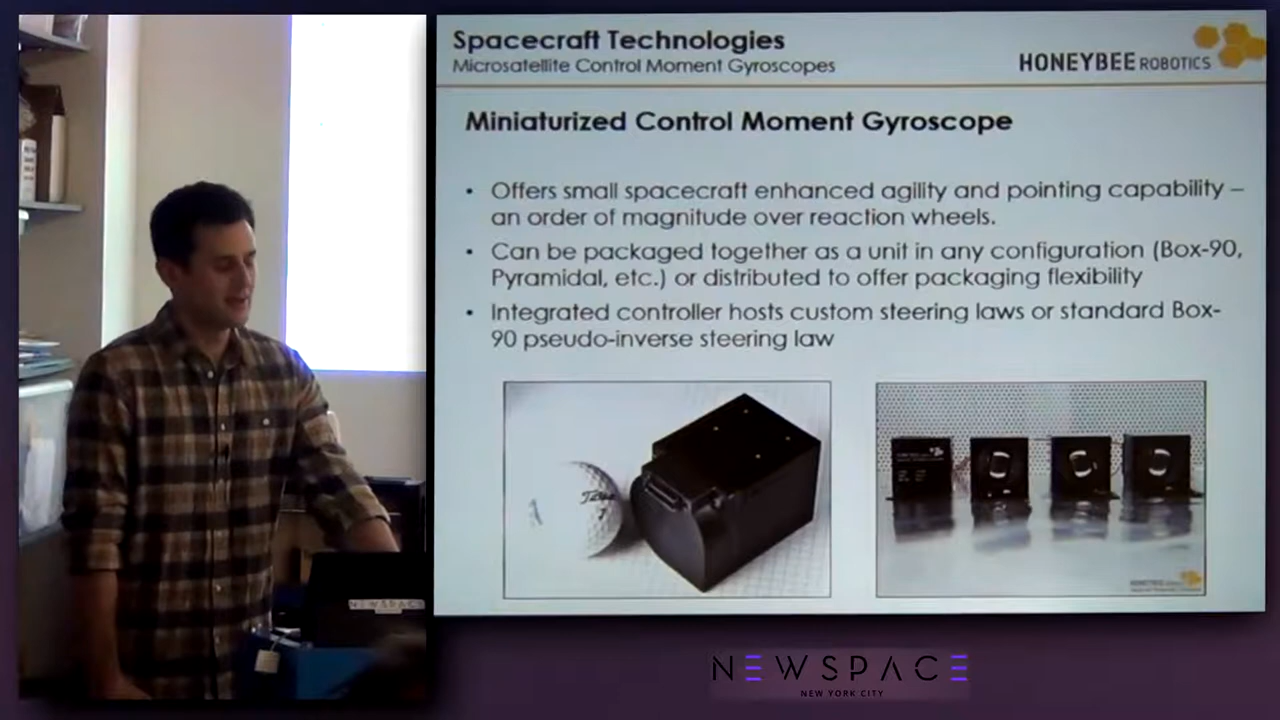 Spacecraft Technologies
Microsatellite Control Moment Gyroscopes
HONEYBEE ROBOTICS
Miniaturized Control Moment Gyroscope
• Offers small spacecraft enhanced agility and pointing capability –
an order of magnitude over reaction wheels.
• Can be packaged together as a unit in any configuration (Box-90,
Pyramidal, etc.) or distributed to offer packaging flexibility
• Integrated controller hosts custom steering laws or standard Box-
90 pseudo-inverse steering law
NEWSPACE
NEWSPACE
NEW YORK CITY